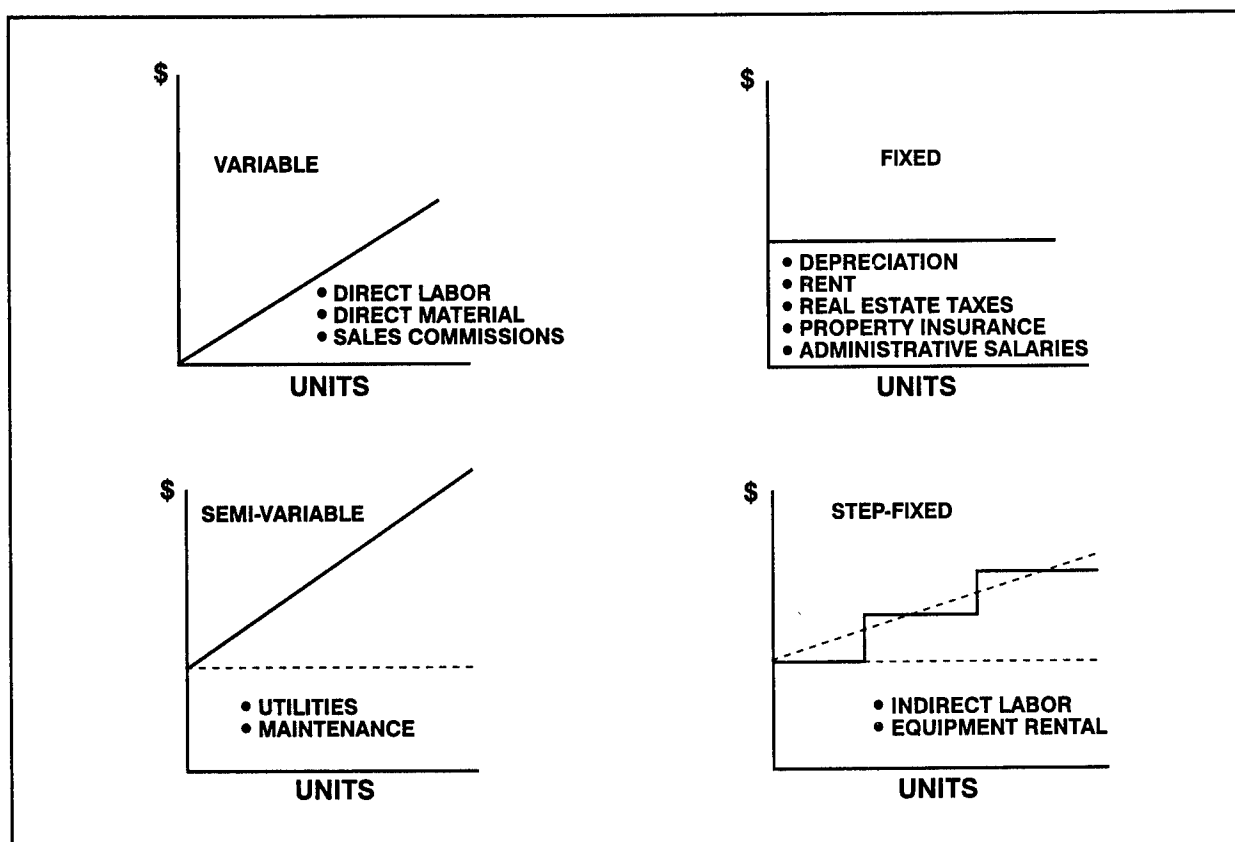 $
VARIABLE
• DIRECT LABOR
• DIRECT MATERIAL
• SALES COMMISSIONS
UNITS
$
FIXED
• DEPRECIATION
• RENT
• REAL ESTATE TAXES
• PROPERTY INSURANCE
• ADMINISTRATIVE SALARIES
UNITS
$
SEMI-VARIABLE
• UTILITIES
• MAINTENANCE
UNITS
$
STEP-FIXED
• INDIRECT LABOR
• EQUIPMENT RENTAL
UNITS